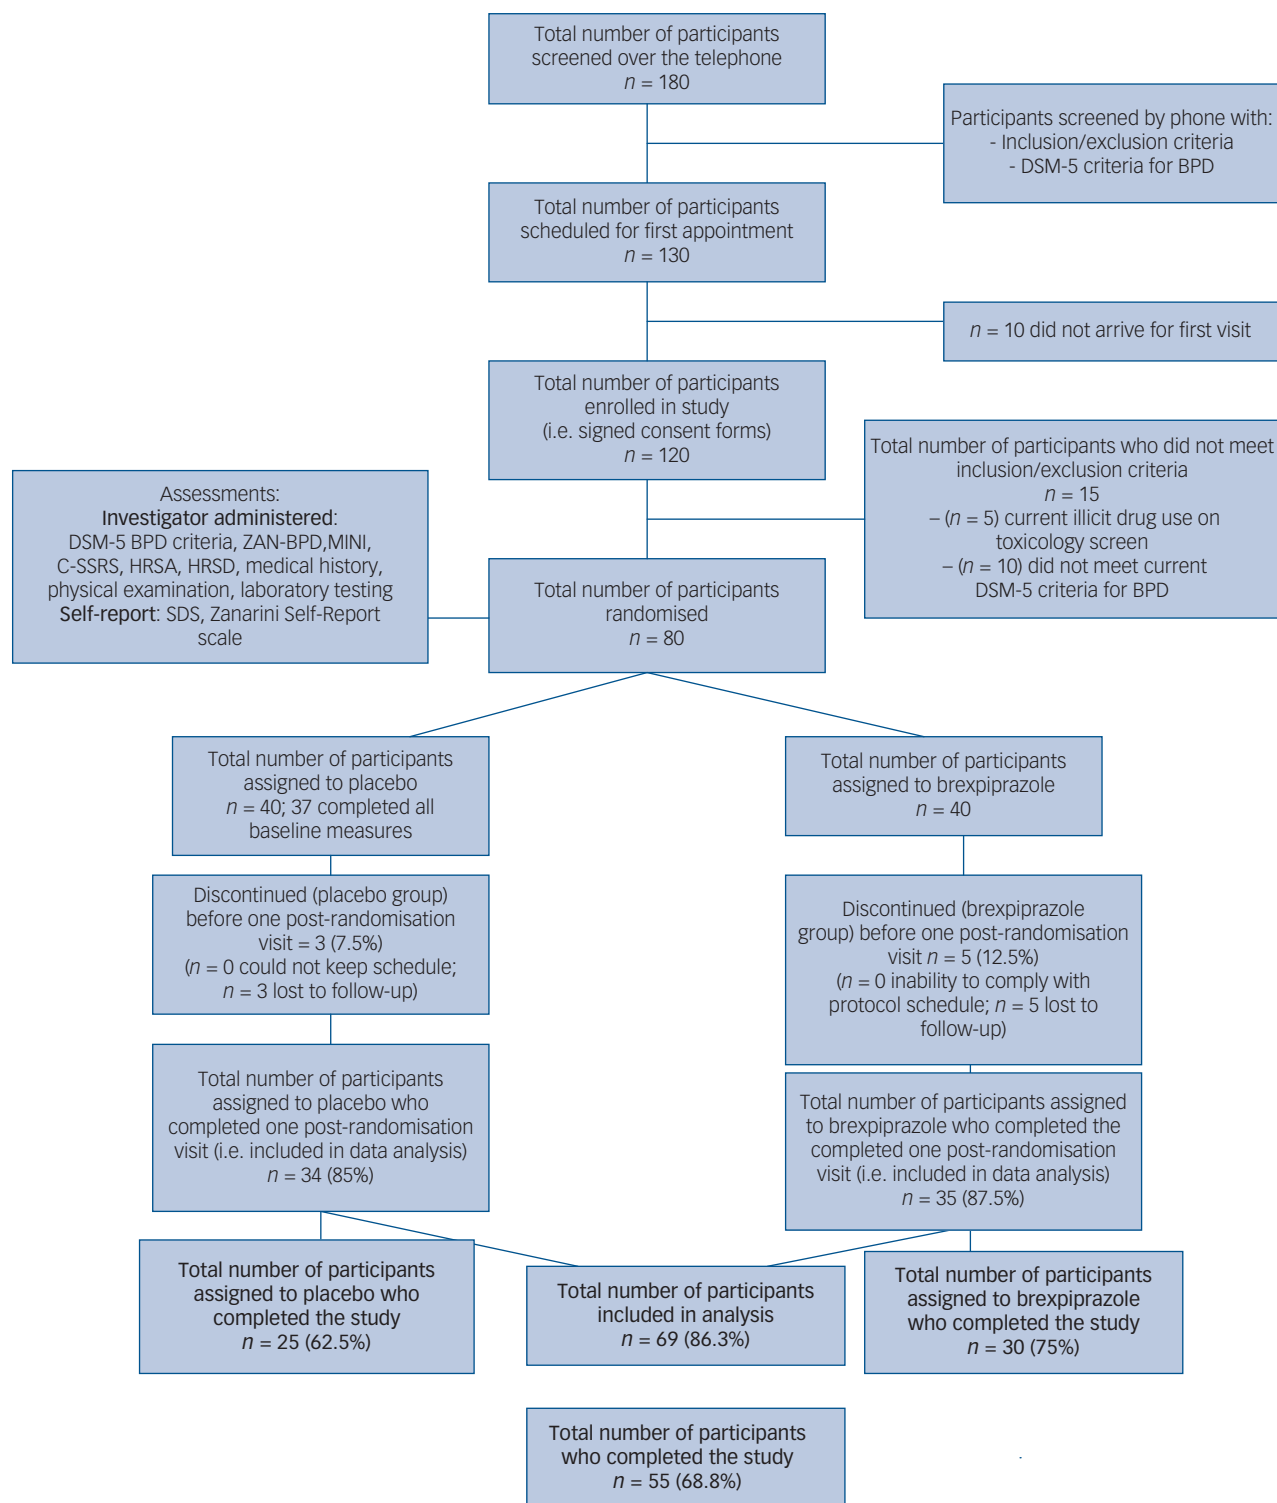 Total number of participants
screened over the telephone
n = 180
Participants screened by phone with:
- Inclusion/exclusion criteria
- DSM-5 criteria for BPD
Total number of participants
scheduled for first appointment
n = 130
n = 10 did not arrive for first visit
Total number of participants
enrolled in study
(i.e. signed consent forms)
n = 120
Total number of participants who did not meet
inclusion/exclusion criteria
n = 15
– (n = 5) current illicit drug use on
toxicology screen
– (n = 10) did not meet current
DSM-5 criteria for BPD
Assessments:
Investigator administered:
DSM-5 BPD criteria, ZAN-BPD,MINI,
C-SSRS, HRSA, HRSD, medical history,
physical examination, laboratory testing
Self-report: SDS, Zanarini Self-Report
scale
Total number of participants
randomised
n = 80
Total number of participants
assigned to placebo
n = 40; 37 completed all
baseline measures
Total number of participants
assigned to brexpiprazole
n = 40
Discontinued (placebo group)
before one post-randomisation
visit = 3 (7.5%)
(n = 0 could not keep schedule;
n = 3 lost to follow-up)
Discontinued (brexpiprazole
group) before one post-randomisation
visit n = 5 (12.5%)
(n = 0 inability to comply with
protocol schedule; n = 5 lost to
follow-up)
Total number of participants
assigned to placebo who
completed one post-randomisation
visit (i.e. included in data analysis)
n = 34 (85%)
Total number of participants assigned
to brexpiprazole who completed the
completed one post-randomisation
visit (i.e. included in data analysis)
n = 35 (87.5%)
Total number of participants
assigned to placebo who
completed the study
n = 25 (62.5%)
Total number of participants
included in analysis
n = 69 (86.3%)
Total number of participants
assigned to brexpiprazole
who completed the study
n = 30 (75%)
Total number of participants
who completed the study
n = 55 (68.8%)